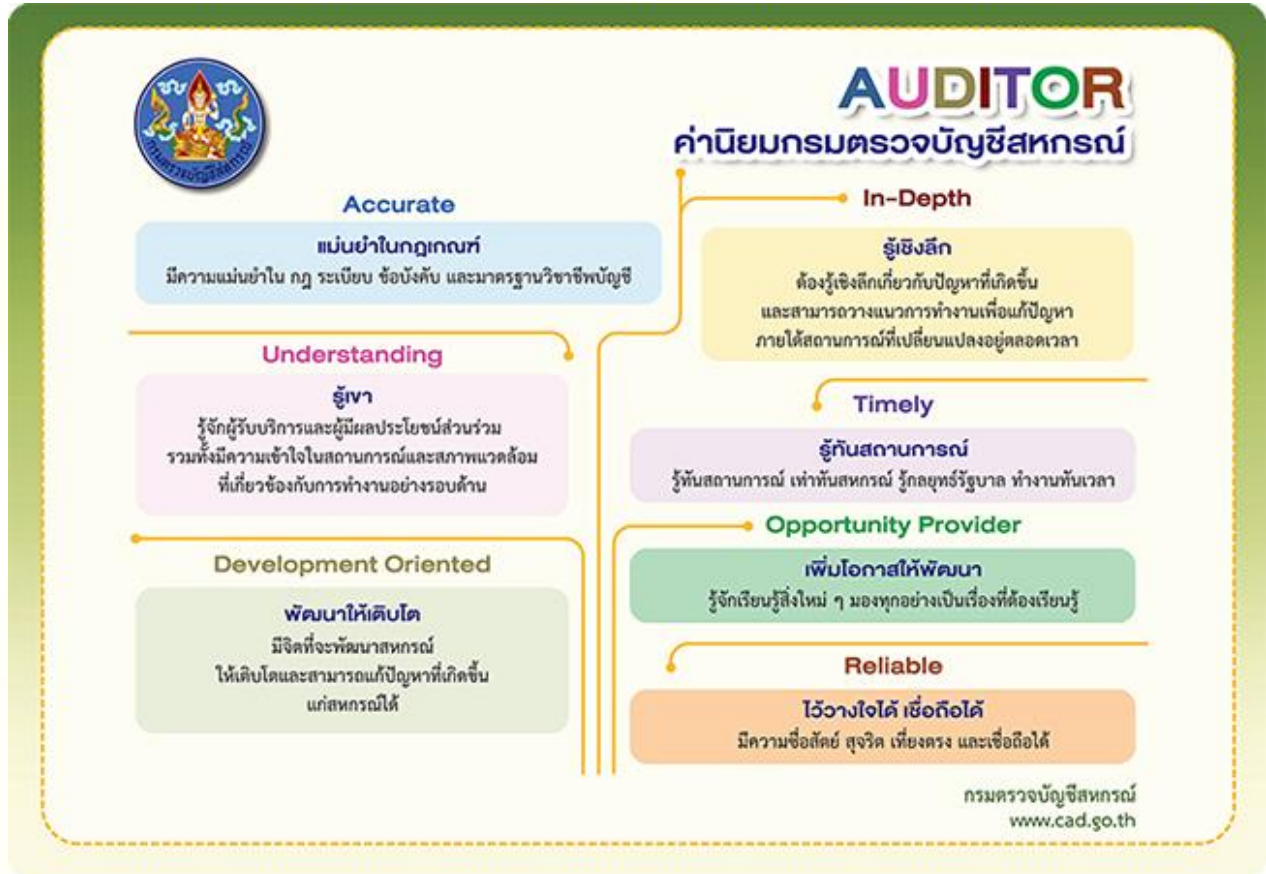 กรมตรวจบัญชีสหกรณ์
AUDITOR
ค่านิยมกรมตรวจบัญชีสหกรณ์
Accurate
แม่นยำในกฎเกณฑ์
มีความแม่นยำใน กฎ ระเบียบ ข้อบังคับ และมาตรฐานวิชาชีพบัญชี
Understanding
รู้เขา
รู้จักผู้รับบริการและผู้มีผลประโยชน์ส่วนร่วม
รวมทั้งมีความเข้าใจในสถานการณ์และสภาพแวดล้อม
ที่เกี่ยวข้องกับการทำงานอย่างรอบด้าน
Development Oriented
พัฒนาให้เติบโต
มีจิตที่จะพัฒนาสหกรณ์
ให้เติบโตและสามารถแก้ปัญหาที่เกิดขึ้น
แก่สหกรณ์ได้
In-Depth
รู้เชิงลึก
ต้องรู้เชิงลึกเกี่ยวกับปัญหาที่เกิดขึ้น
และสามารถวางแนวการทำงานเพื่อแก้ปัญหา
ภายใต้สถานการณ์ที่เปลี่ยนแปลงอยู่ตลอดเวลา
Timely
รู้ทันสถานการณ์
รู้ทันสถานการณ์ เท่าทันสหกรณ์ รู้กลยุทธ์รัฐบาล ทำงานทันเวลา
Opportunity Provider
เพิ่มโอกาสให้พัฒนา
รู้จักเรียนรู้สิ่งใหม่ ๆ มองทุกอย่างเป็นเรื่องที่ต้องเรียนรู้
Reliable
ไว้วางใจได้ เชื่อถือได้
มีความซื่อสัตย์ สุจริต เที่ยงตรง และเชื่อถือได้
กรมตรวจบัญชีสหกรณ์
www.cad.go.th